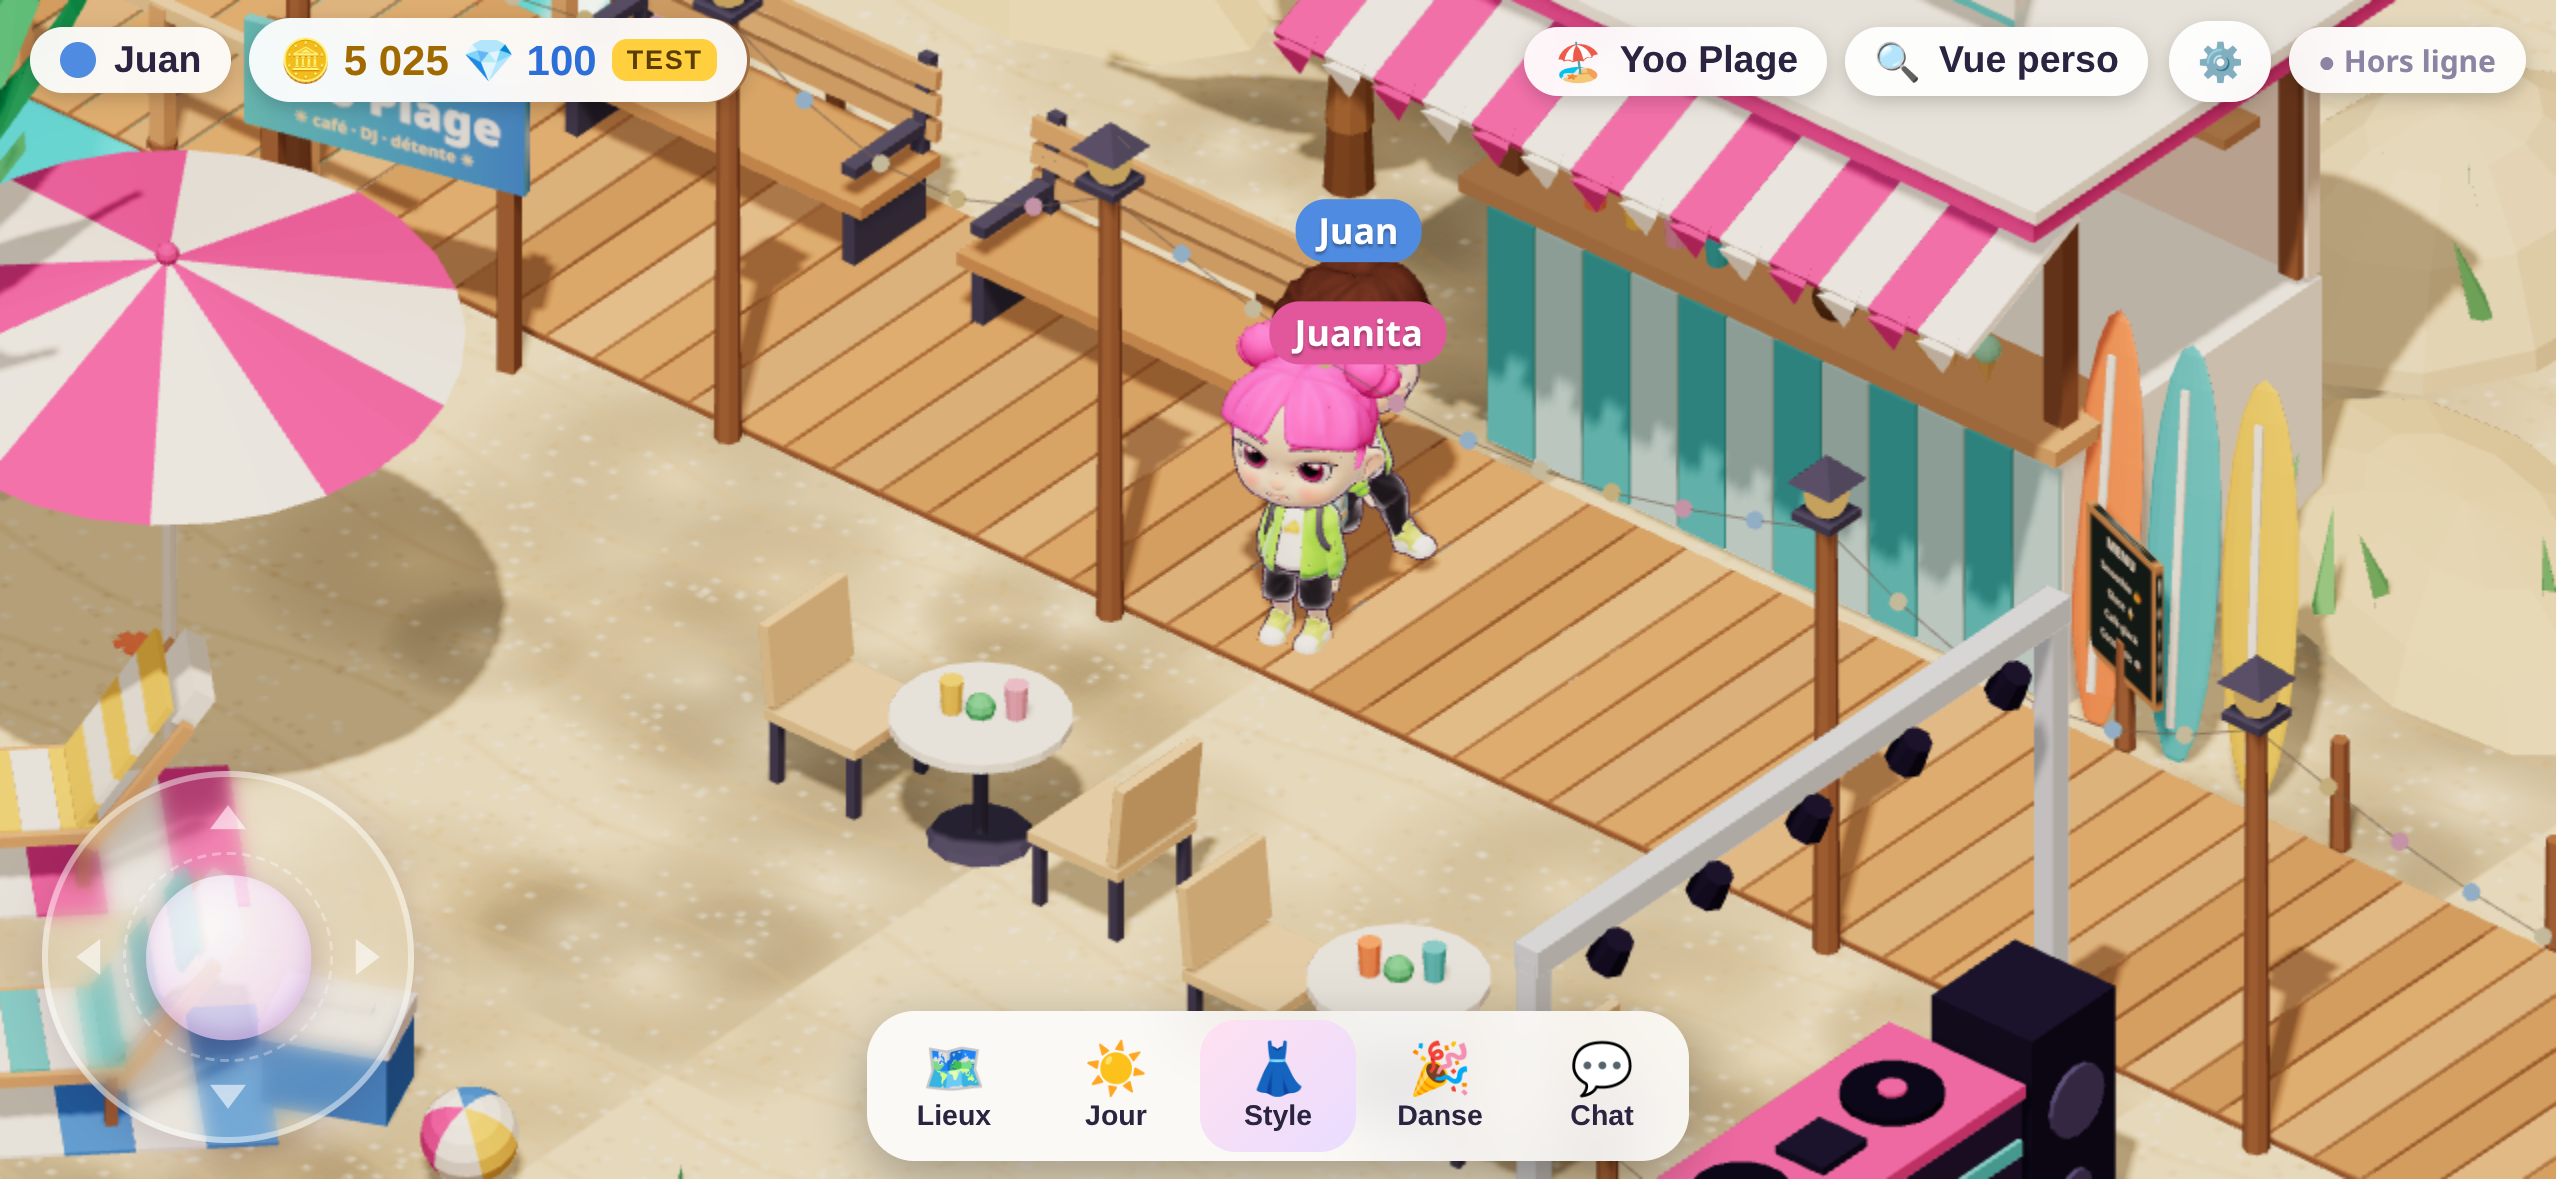 Juan
5 025 100 TEST
Yoo Plage
Vue perso
Hors ligne
Plage
café - DJ - détente
Juan
Juanita
MENU
Lieux
Jour
Style
Danse
Chat